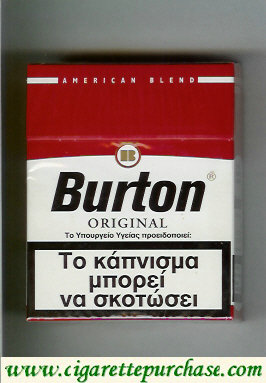 AMERICAN BLEND
B
Burton®
ORIGINAL
Το Υπουργείο Υγείας προειδοποιεί:
Το κάπνισμα
μπορεί
να σκοτώσει
www.cigarettepurchase.com